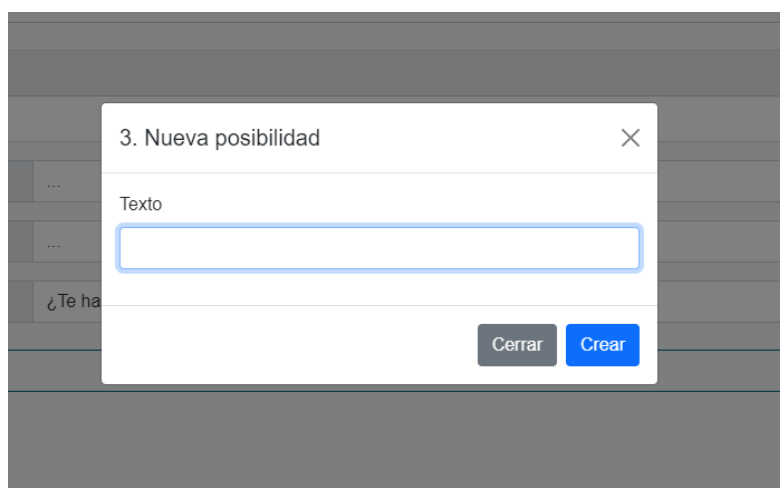 3. Nueva posibilidad
...
Texto
...
¿Te ha
Cerrar
Crear